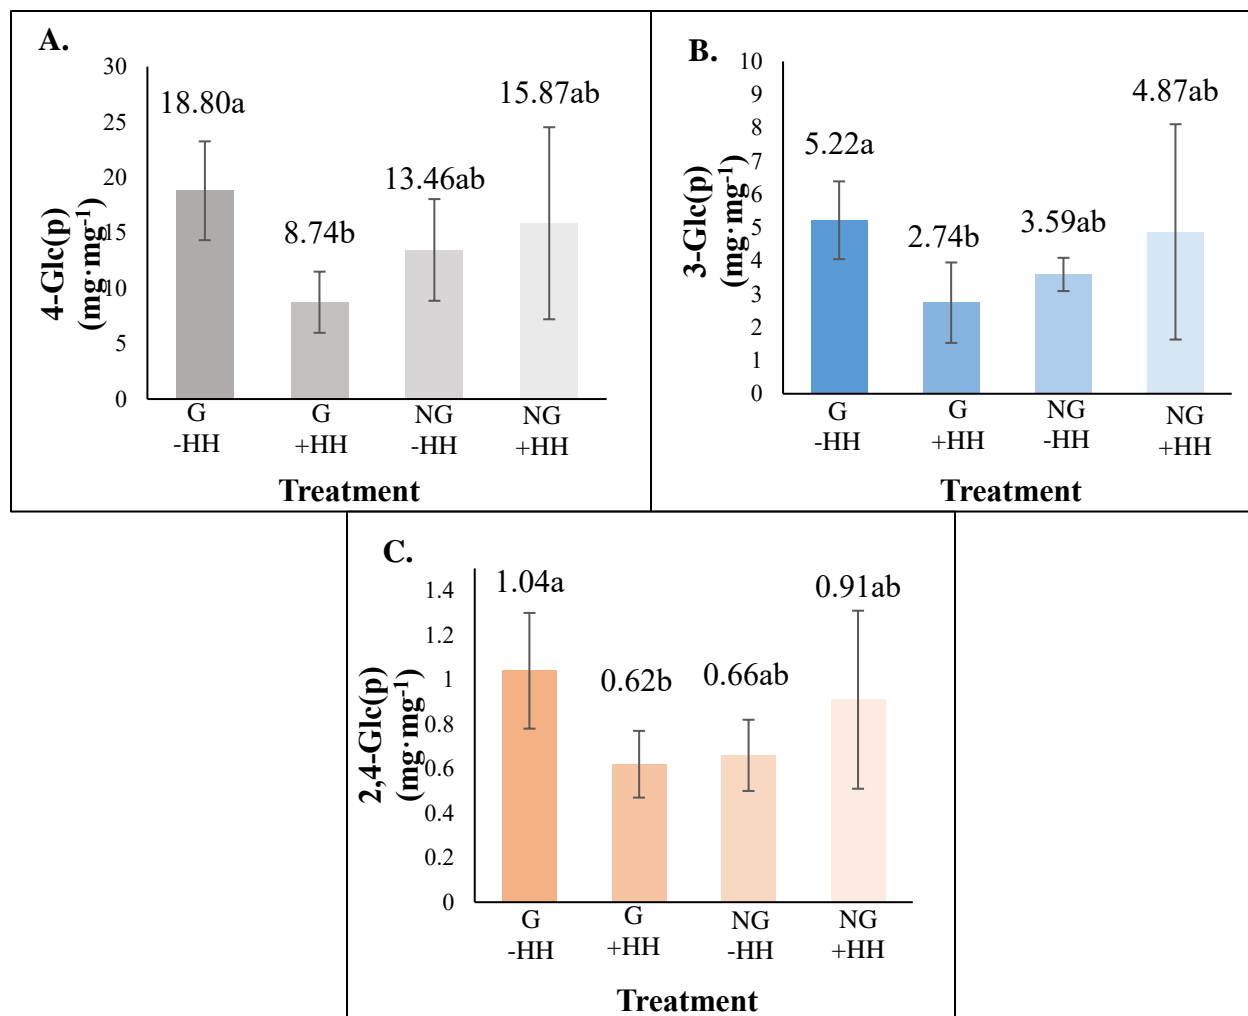 A.
4-Glc(p)
(mg·mg⁻¹)
30
25
20
15
10
5
0
18.80a
8.74b
13.46ab
15.87ab
G
-HH
G
+HH
NG
-HH
NG
+HH
Treatment
B.
3-Glc(p)
(mg·mg⁻¹)
10
9
8
7
6
5
4
3
2
1
0
5.22a
2.74b
3.59ab
4.87ab
G
-HH
G
+HH
NG
-HH
NG
+HH
Treatment
C.
2,4-Glc(p)
(mg·mg⁻¹)
1.4
1.2
1
0.8
0.6
0.4
0.2
0
1.04a
0.62b
0.66ab
0.91ab
G
-HH
G
+HH
NG
-HH
NG
+HH
Treatment